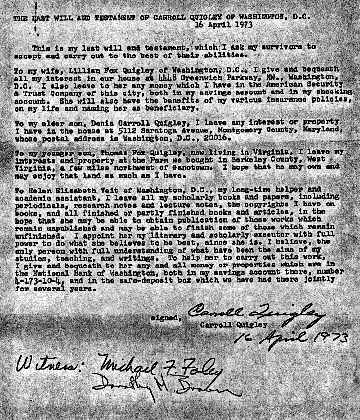 THE LAST WILL AND TESTAMENT OF CARROLL QUIGLEY OF WASHINGTON, D.C.
16 April 1973
This is my last will and testament, which I ask my survivors to
accept and carry out to the best of their abilities.
To my wife, Lillian Fox Quigley of Washington, D.C., I give and bequeath
all my interest in our house at 4448 Greenwich Parkway, NW., Washington,
D.C. I also leave to her any money which I have in the American Security
& Trust Company of this city, both in my savings account and in my checking
account. She will also have the benefits of my various insurance policies,
on my life and naming her as beneficiary.
To my elder son, Denis Carroll Quigley, I leave any interest or property
I have in the house at 5112 Saratoga Avenue, Montgomery County, Maryland,
whose postal address is Washington, D.C. 20016.
To my younger son, Thomas Fox Quigley, now living in Virginia, I leave my
interests and property at the Farm we bought in Berkeley County, West
Virginia, a few miles northwest of Ganotown. I hope that he may own and
may enjoy that land as much as I have.
To Helen Elisabeth Veit of Washington, D.C., my long-time helper and
academic assistant, I leave all my scholarly books and papers, including
periodicals, research notes and lecture notes, the copyrights I have on
books, and all finished or partly finished books and articles, in the
hope that she may be able to obtain publication of those works which
remain unpublished and may be able to finish some of those which remain
unfinished. I appoint her my literary and scholarly executor with full
power to do what she believes to be best, since she is, I believe, the
only person with full understanding of what have been the aims of my
studies, teaching, and writings. To help her to carry out this work,
I give and bequeath to her any and all money or properties which are in
the National Bank of Washington, both in my savings account there, number
4-173-10-4, and in the safe-deposit box which we have had there jointly
for several years.
signed, Carroll Quigley
Carroll Quigley
16 April 1973
Witness: Michael F. Foley
Dorothy M.